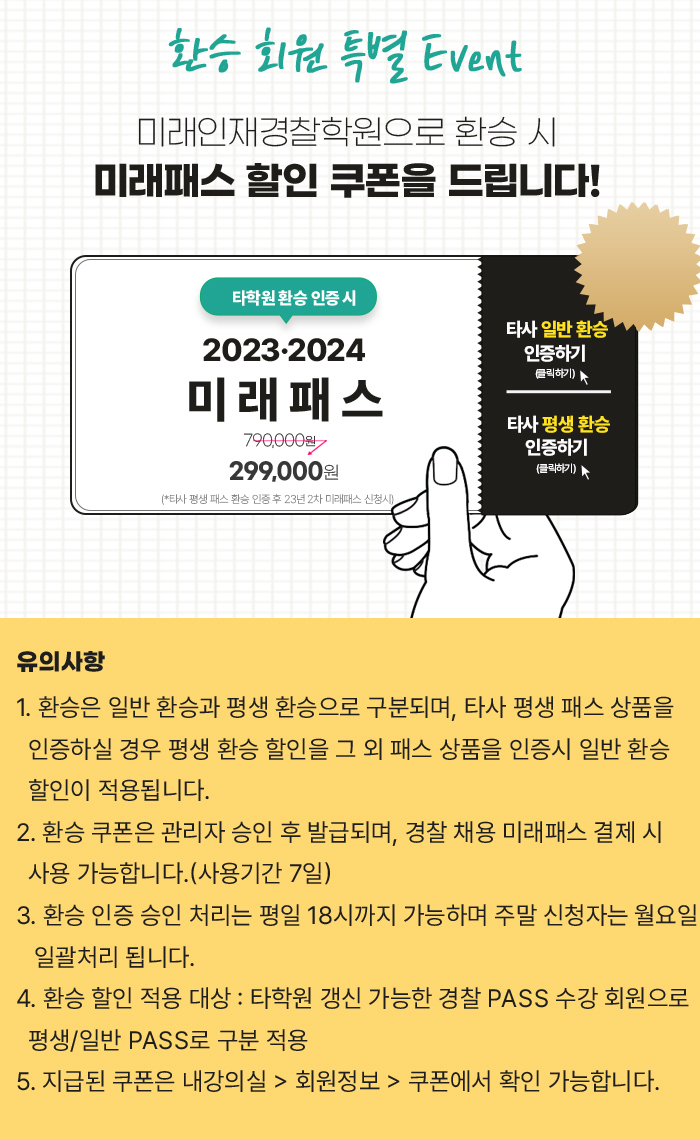 환승 회원 특별 Event
미래인재경찰학원으로 환승 시
미래패스 할인 쿠폰을 드립니다!
타학원 환승 인증 시
2023·2024
미래패스
790,000원
299,000원
(*타사 평생 패스 환승 인증 후 23년 2차 미래패스 신청시)
타사 일반 환승
인증하기
(클릭하기)
타사 평생 환승
인증하기
(클릭하기)
유의사항
1. 환승은 일반 환승과 평생 환승으로 구분되며, 타사 평생 패스 상품을
인증하실 경우 평생 환승 할인을 그 외 패스 상품을 인증시 일반 환승
할인이 적용됩니다.
2. 환승 쿠폰은 관리자 승인 후 발급되며, 경찰 채용 미래패스 결제 시
사용 가능합니다.(사용기간 7일)
3. 환승 인증 승인 처리는 평일 18시까지 가능하며 주말 신청자는 월요일
일괄처리 됩니다.
4. 환승 할인 적용 대상 : 타학원 갱신 가능한 경찰 PASS 수강 회원으로
평생/일반 PASS로 구분 적용
5. 지급된 쿠폰은 내강의실 > 회원정보 > 쿠폰에서 확인 가능합니다.